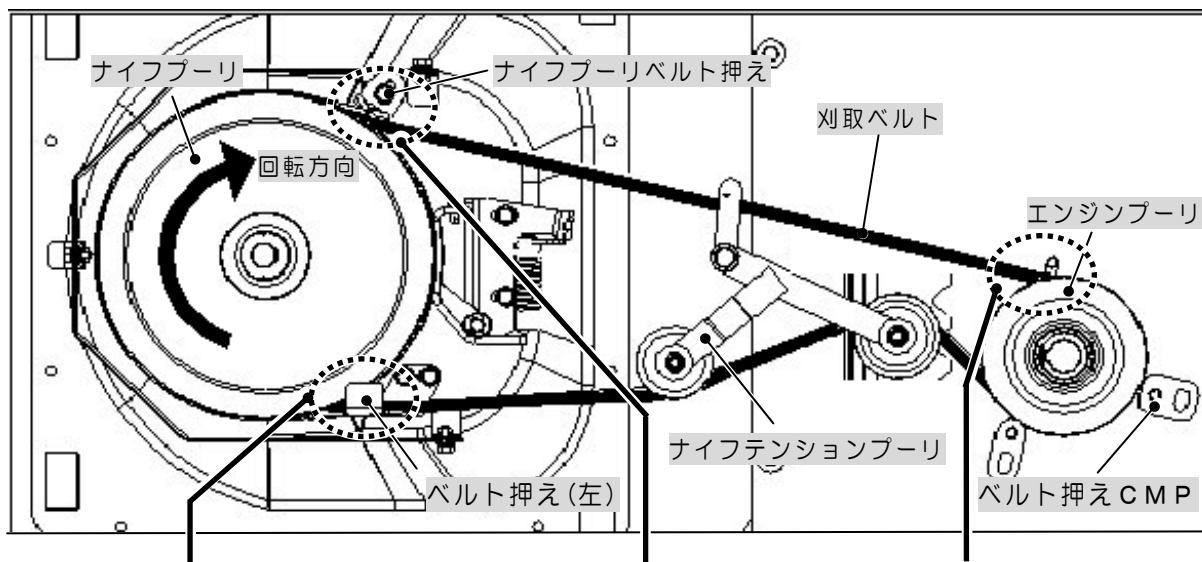 ナイフプーリ
ナイフプーリベルト押え
刈取ベルト
回転方向
エンジンプーリ
ナイフテンションプーリ
ベルト押え(左)
ベルト押えCMP